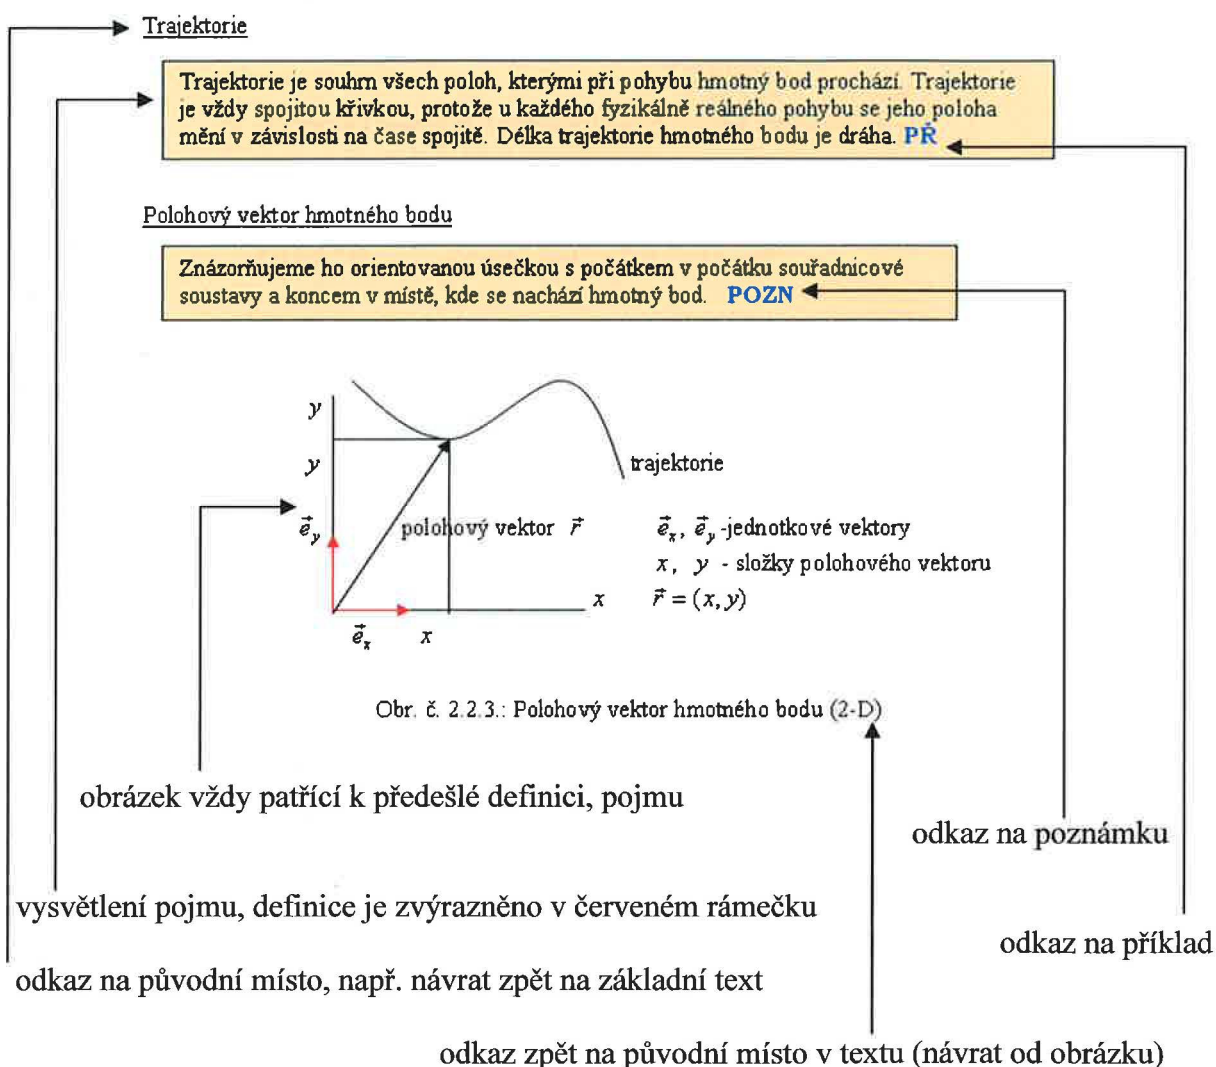 Trajektorie
Trajektorie je souhrn všech poloh, kterými při pohybu hmotný bod prochází. Trajektorie
je vždy spojitou křivkou, protože u každého fyzikálně reálného pohybu se jeho poloha
mění v závislosti na čase spojitě. Délka trajektorie hmotného bodu je dráha. PŘ
Polohový vektor hmotného bodu
Znázorňujeme ho orientovanou úsečkou s počátkem v počátku souřadnicové
soustavy a koncem v místě, kde se nachází hmotný bod. POZN
y
y
trajektorie
e⃗_y
polohový vektor r⃗
e⃗_x, e⃗_y -jednotkové vektory
x, y - složky polohového vektoru
x
r⃗ = (x, y)
e⃗_x
x
Obr. č. 2.2.3.: Polohový vektor hmotného bodu (2-D)
obrázek vždy patřící k předešlé definici, pojmu
odkaz na poznámku
vysvětlení pojmu, definice je zvýrazněno v červeném rámečku
odkaz na příklad
odkaz na původní místo, např. návrat zpět na základní text
odkaz zpět na původní místo v textu (návrat od obrázku)